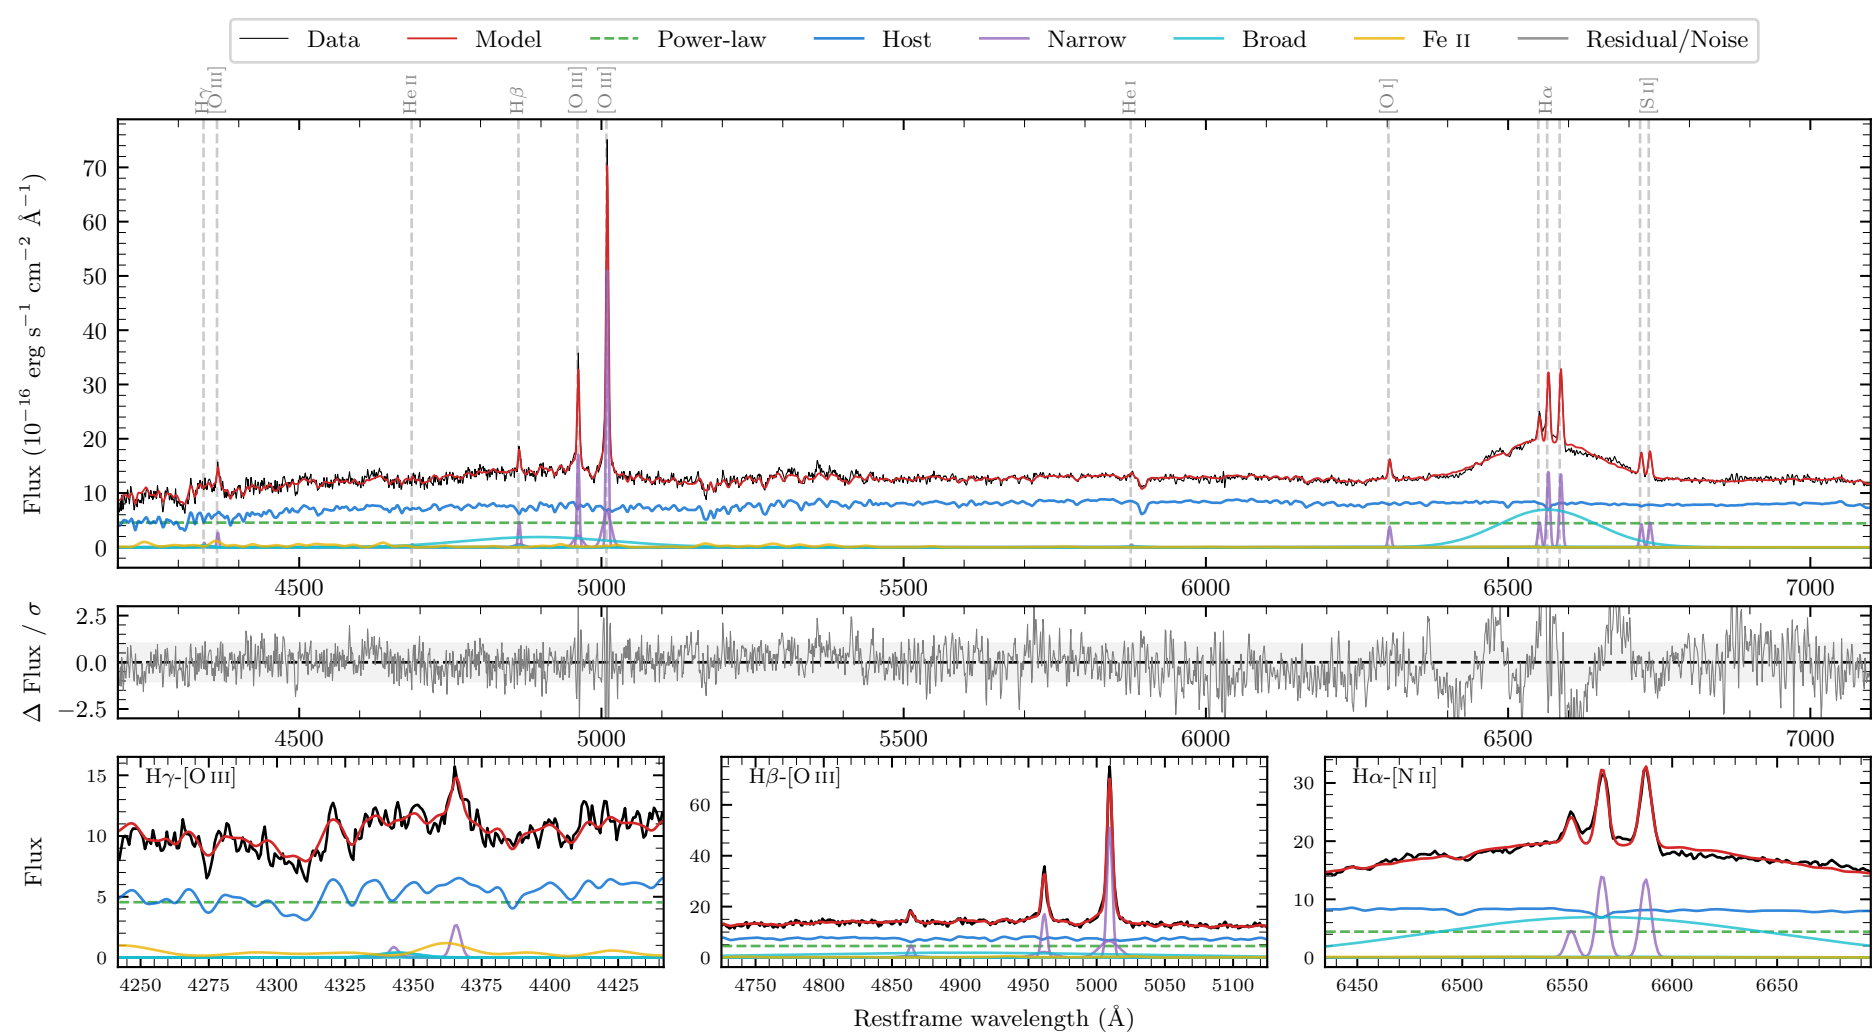 Data Model Power-law Host Narrow Broad Fe II Residual/Noise
Hγ [O III] He II Hβ [O III] [O III] He I [O I] Hα [S II]
Flux (10⁻¹⁶ erg s⁻¹ cm⁻² Å⁻¹)
70
60
50
40
30
20
10
0
4500 5000 5500 6000 6500 7000
Δ Flux / σ
2.5
0.0
−2.5
4500 5000 5500 6000 6500 7000
Flux
Hγ-[O III]
15
10
5
0
4250 4275 4300 4325 4350 4375 4400 4425
Hβ-[O III]
60
40
20
0
4750 4800 4850 4900 4950 5000 5050 5100
Hα-[N II]
30
20
10
0
6450 6500 6550 6600 6650
Restframe wavelength (Å)